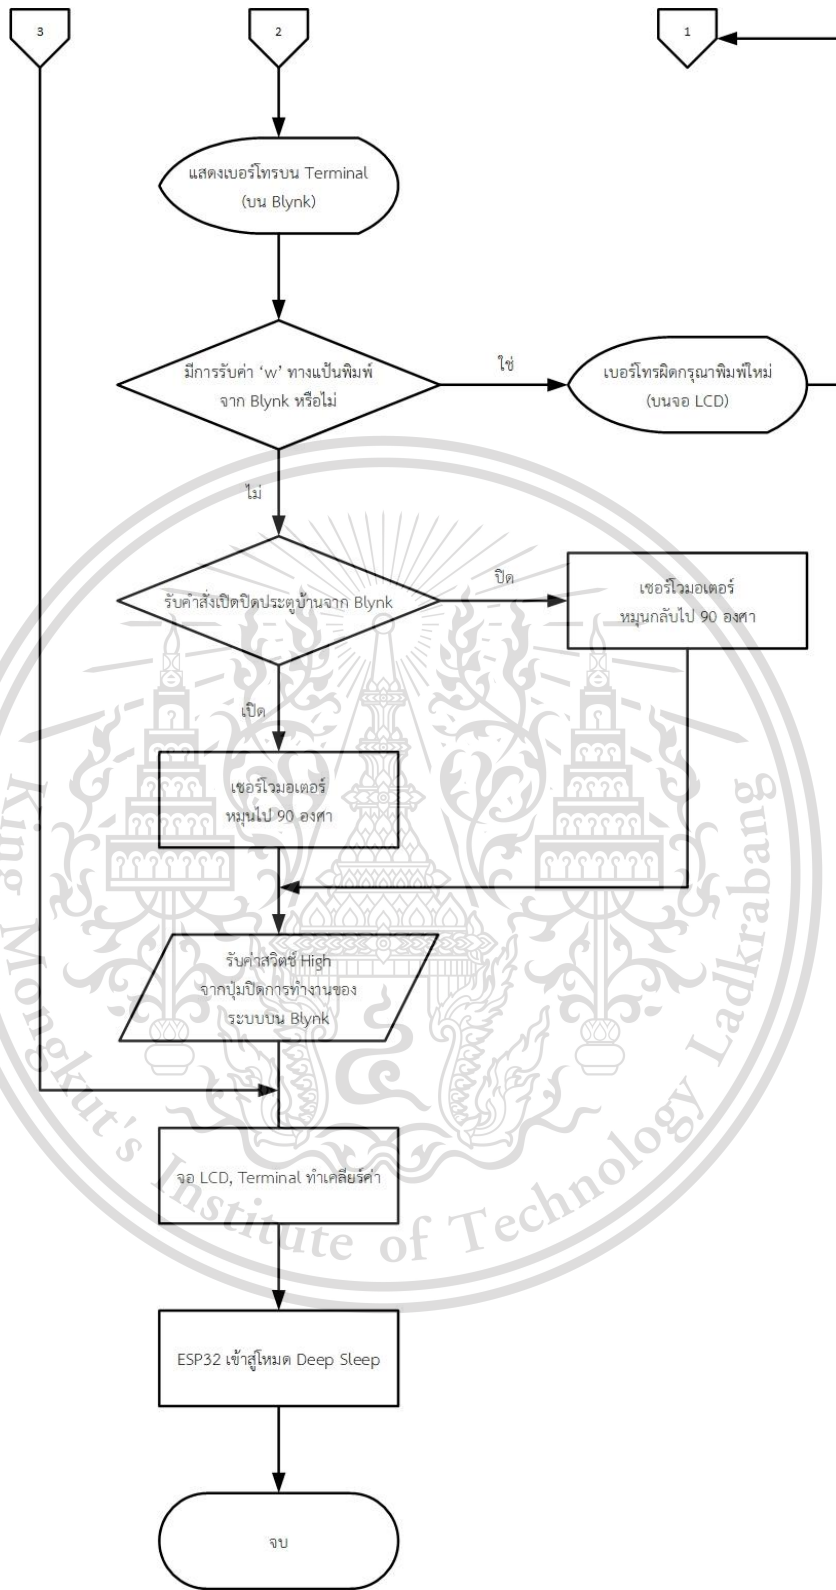 3
2
1
แสดงเบอร์โทรบน Terminal
(บน Blynk)
มีการรับค่า ‘w’ ทางแป้นพิมพ์
จาก Blynk หรือไม่
ใช่
เบอร์โทรผิดกรุณาพิมพ์ใหม่
(บนจอ LCD)
ไม่
รับคำสั่งเปิดปิดประตูบ้านจาก Blynk
ปิด
เซอร์โวมอเตอร์
หมุนกลับไป 90 องศา
เปิด
เซอร์โวมอเตอร์
หมุนไป 90 องศา
รับค่าสวิตซ์ High
จากปุ่มปิดการทำงานของ
ระบบบน Blynk
จอ LCD, Terminal ทำเคลียร์ค่า
ESP32 เข้าสู่โหมด Deep Sleep
จบ
King Mongkut's Institute of Technology Ladkrabang